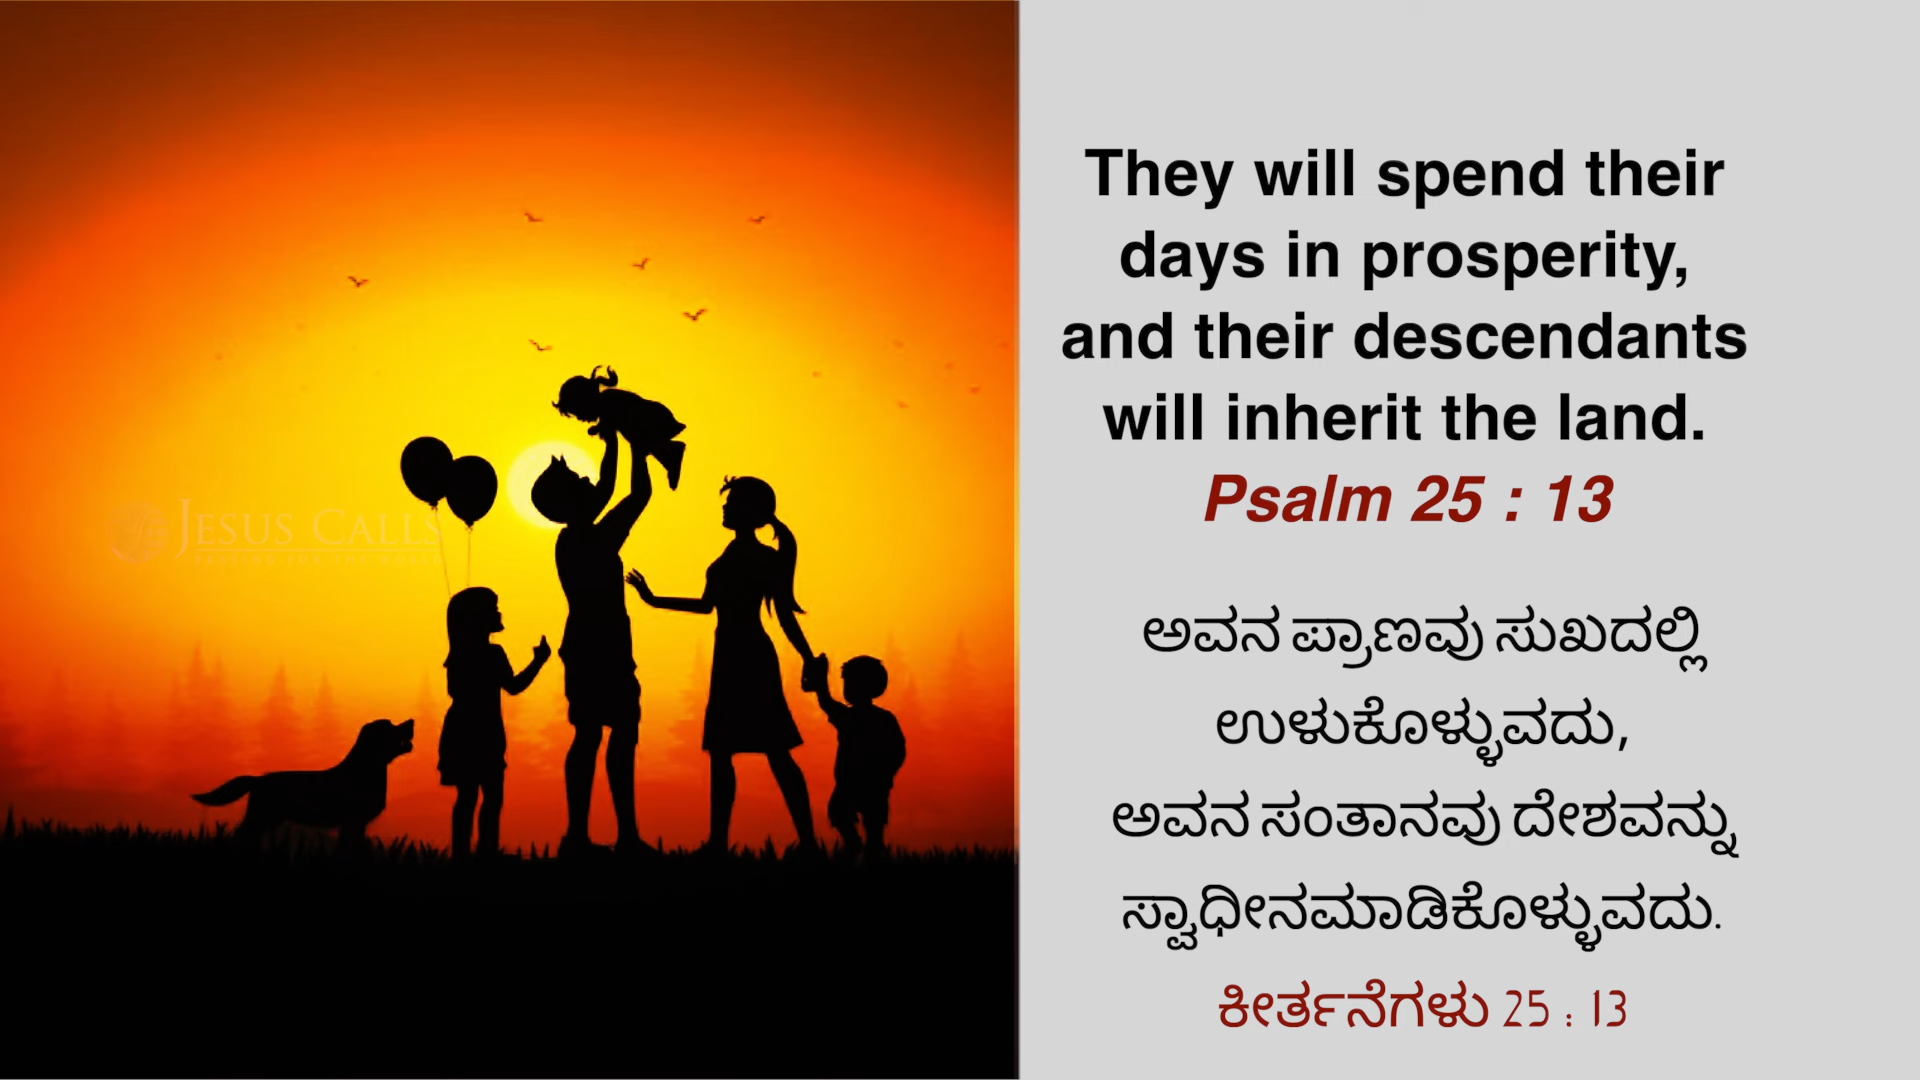 They will spend their
days in prosperity,
and their descendants
will inherit the land.
Psalm 25 : 13
ಅವನ ಪ್ರಾಣವು ಸುಖದಲ್ಲಿ
ಉಳುಕೊಳ್ಳುವದು,
ಅವನ ಸಂತಾನವು ದೇಶವನ್ನು
ಸ್ವಾಧೀನಮಾಡಿಕೊಳ್ಳುವದು.
ಕೀರ್ತನೆಗಳು 25 : 13
JESUS CALLS